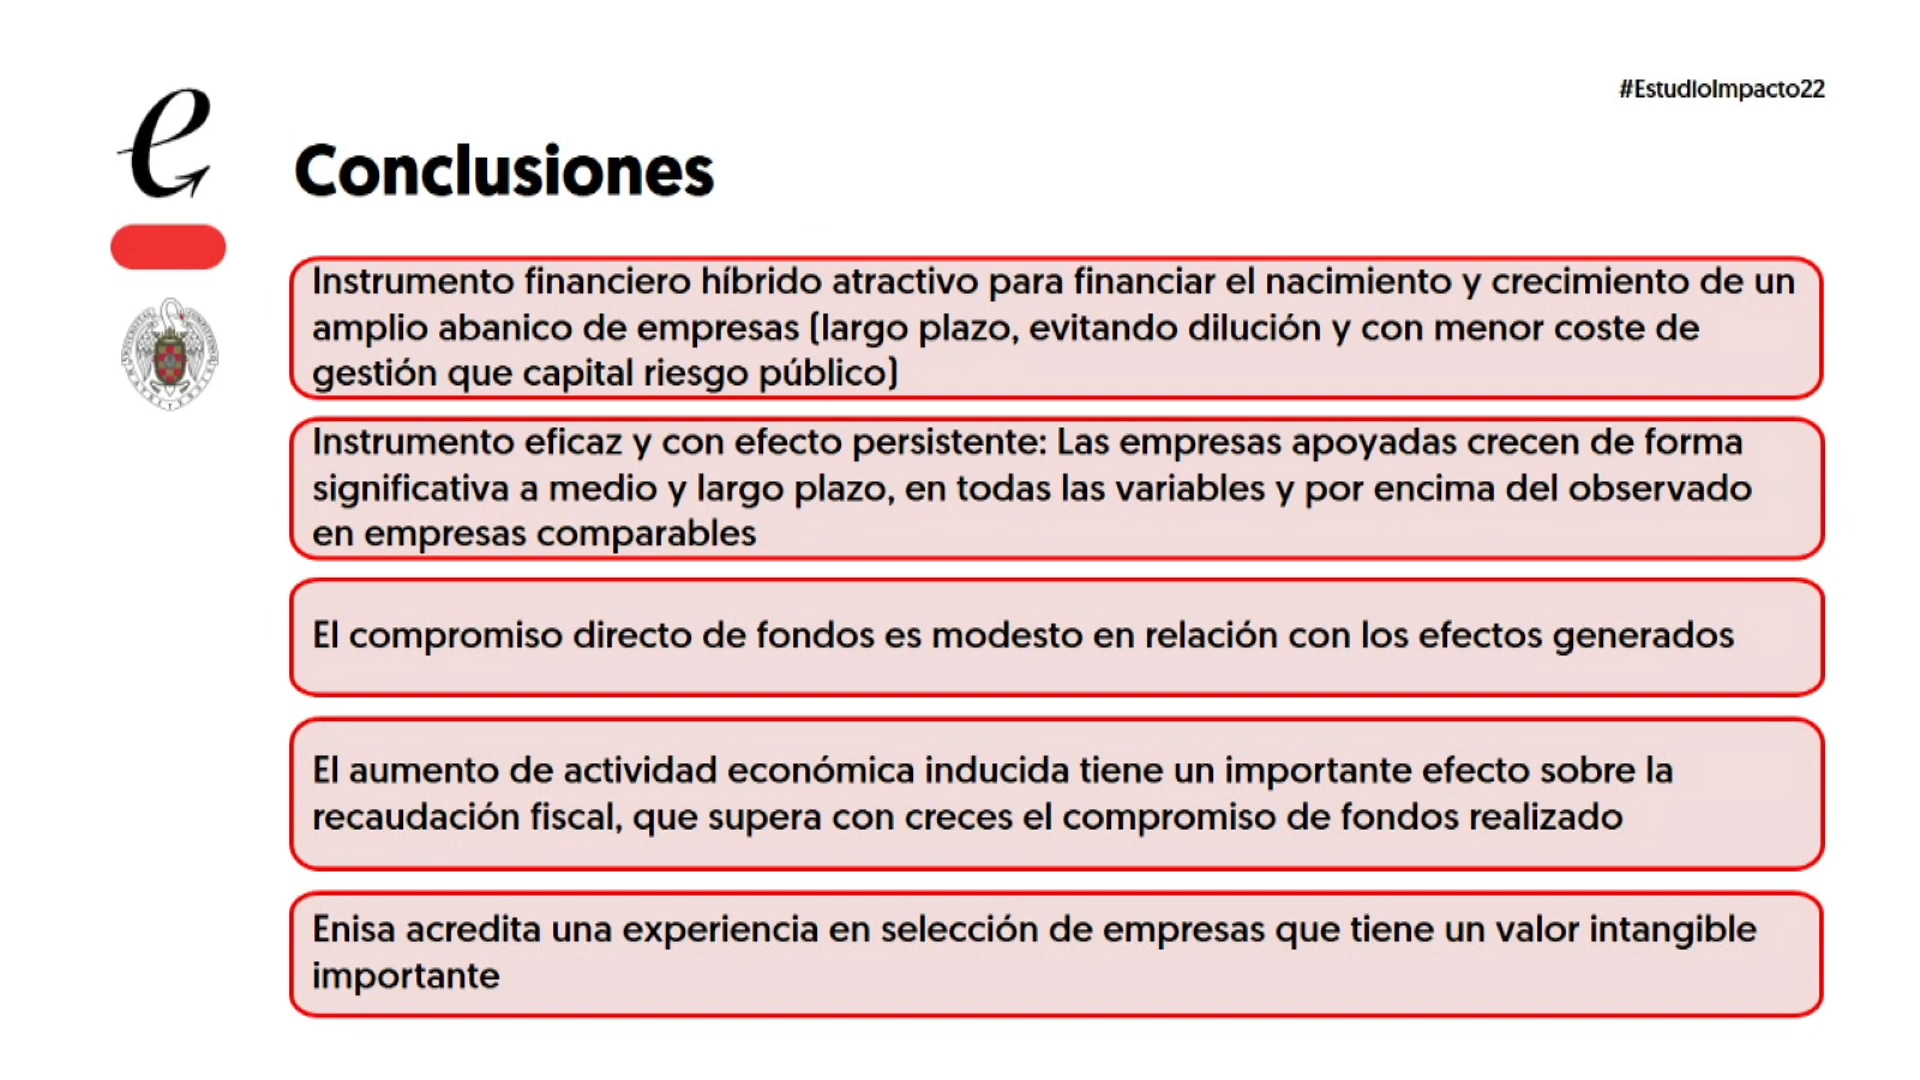 #EstudioImpacto22
Conclusiones
Instrumento financiero híbrido atractivo para financiar el nacimiento y crecimiento de un
amplio abanico de empresas (largo plazo, evitando dilución y con menor coste de
gestión que capital riesgo público)
Instrumento eficaz y con efecto persistente: Las empresas apoyadas crecen de forma
significativa a medio y largo plazo, en todas las variables y por encima del observado
en empresas comparables
El compromiso directo de fondos es modesto en relación con los efectos generados
El aumento de actividad económica inducida tiene un importante efecto sobre la
recaudación fiscal, que supera con creces el compromiso de fondos realizado
Enisa acredita una experiencia en selección de empresas que tiene un valor intangible
importante